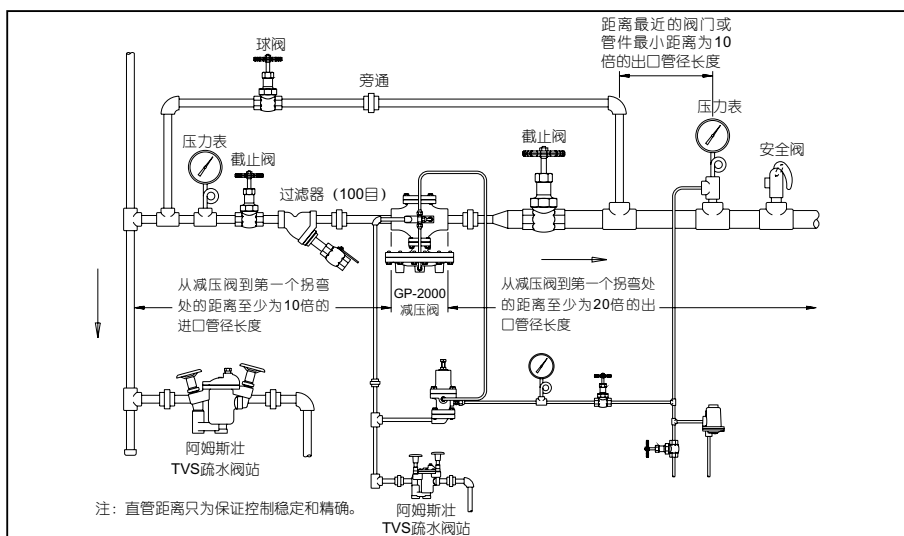 距离最近的阀门或
管件最小距离为10
倍的出口管径长度
球阀
旁通
压力表
压力表
截止阀
截止阀
安全阀
过滤器 (100目)
从减压阀到第一个拐弯
处的距离至少为10倍的
进口管径长度
GP-2000
减压阀
从减压阀到第一个拐弯处
的距离至少为20倍的出
口管径长度
阿姆斯壮
TVS疏水阀站
阿姆斯壮
TVS疏水阀站
注：直管距离只为保证控制稳定和精确。